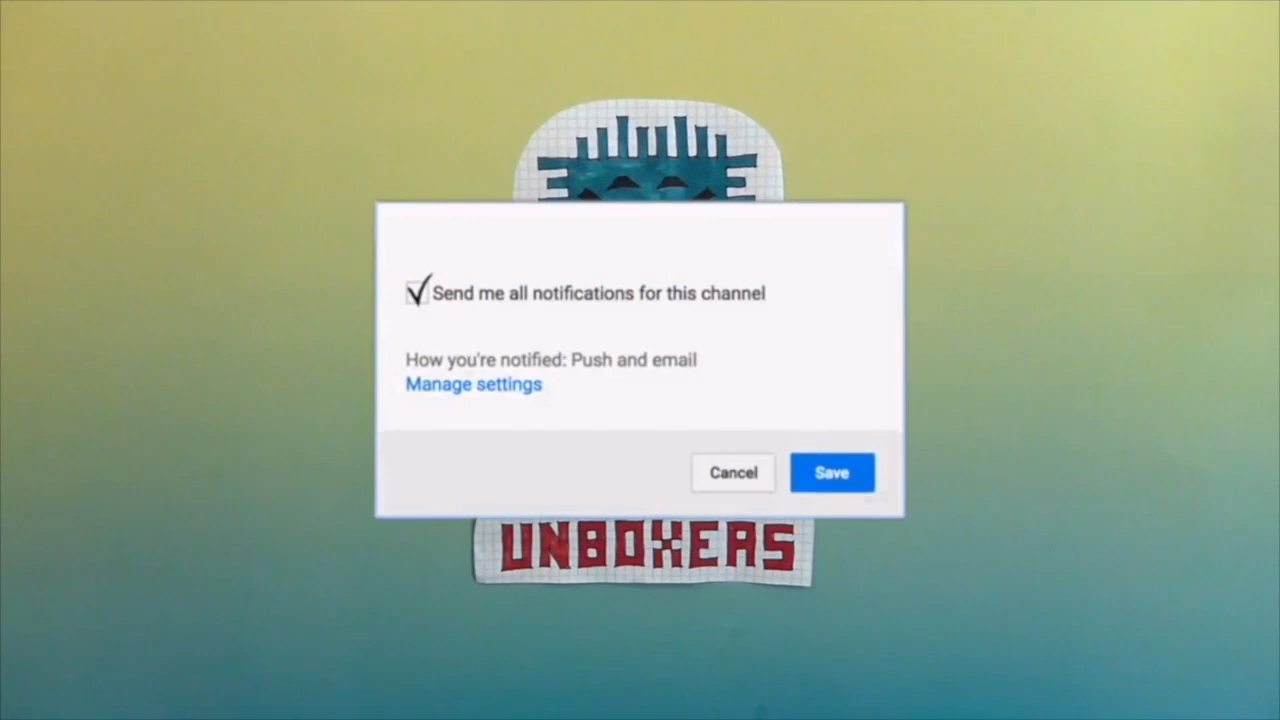 Send me all notifications for this channel
How you're notified: Push and email
Manage settings
Cancel
Save
UNBOXERS